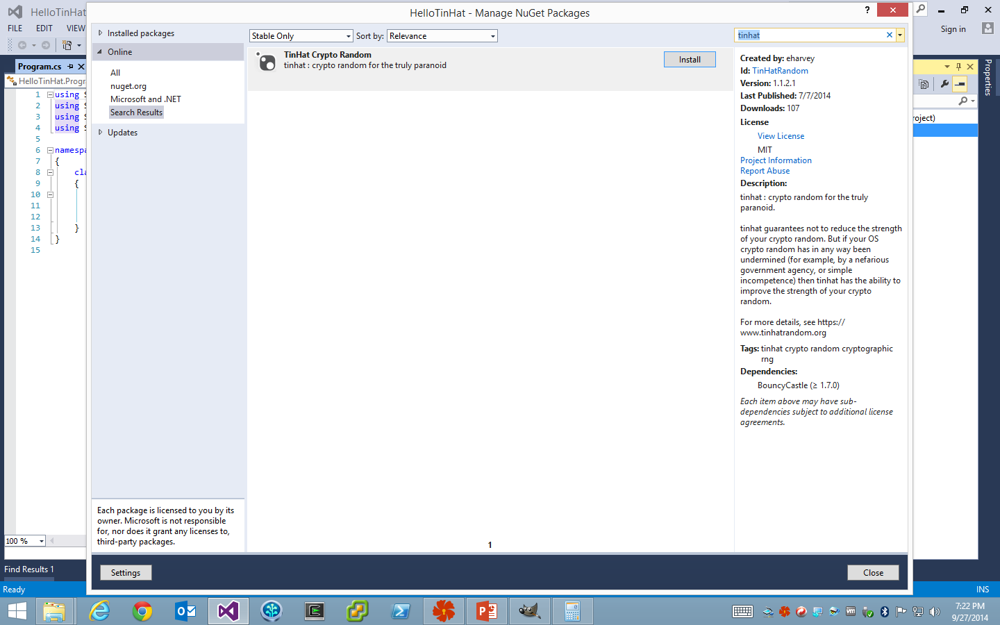 HelloTinHat
HelloTinHat - Manage NuGet Packages
?
FILE
EDIT
VIEW
Sign in
Installed packages
Online
All
nuget.org
Microsoft and .NET
Search Results
Updates
Stable Only
Sort by:
Relevance
tinhat
TinHat Crypto Random
tinhat : crypto random for the truly paranoid
Install
Created by: eharvey
Id: TinHatRandom
Version: 1.1.2.1
Last Published: 7/7/2014
Downloads: 107
License
View License
MIT
Project Information
Report Abuse
Description:
tinhat : crypto random for the truly
paranoid.
tinhat guarantees not to reduce the strength
of your crypto random. But if your OS
crypto random has in any way been
undermined (for example, by a nefarious
government agency, or simple
incompetence) then tinhat has the ability to
improve the strength of your crypto
random.
For more details, see https://
www.tinhatrandom.org
Tags: tinhat crypto random cryptographic
rng
Dependencies:
BouncyCastle (≥ 1.7.0)
Each item above may have sub-
dependencies subject to additional license
agreements.
Program.cs
HelloTinHat.Progr
1 using S
2 using S
3 using S
4 using S
5
6 namespa
7 {
8 cla
9 {
10
11
12
13 }
14 }
15
Properties
roject)
Each package is licensed to you by its
owner. Microsoft is not responsible
for, nor does it grant any licenses to,
third-party packages.
1
100 %
Settings
Close
Find Results 1
Ready
INS
7:22 PM
9/27/2014